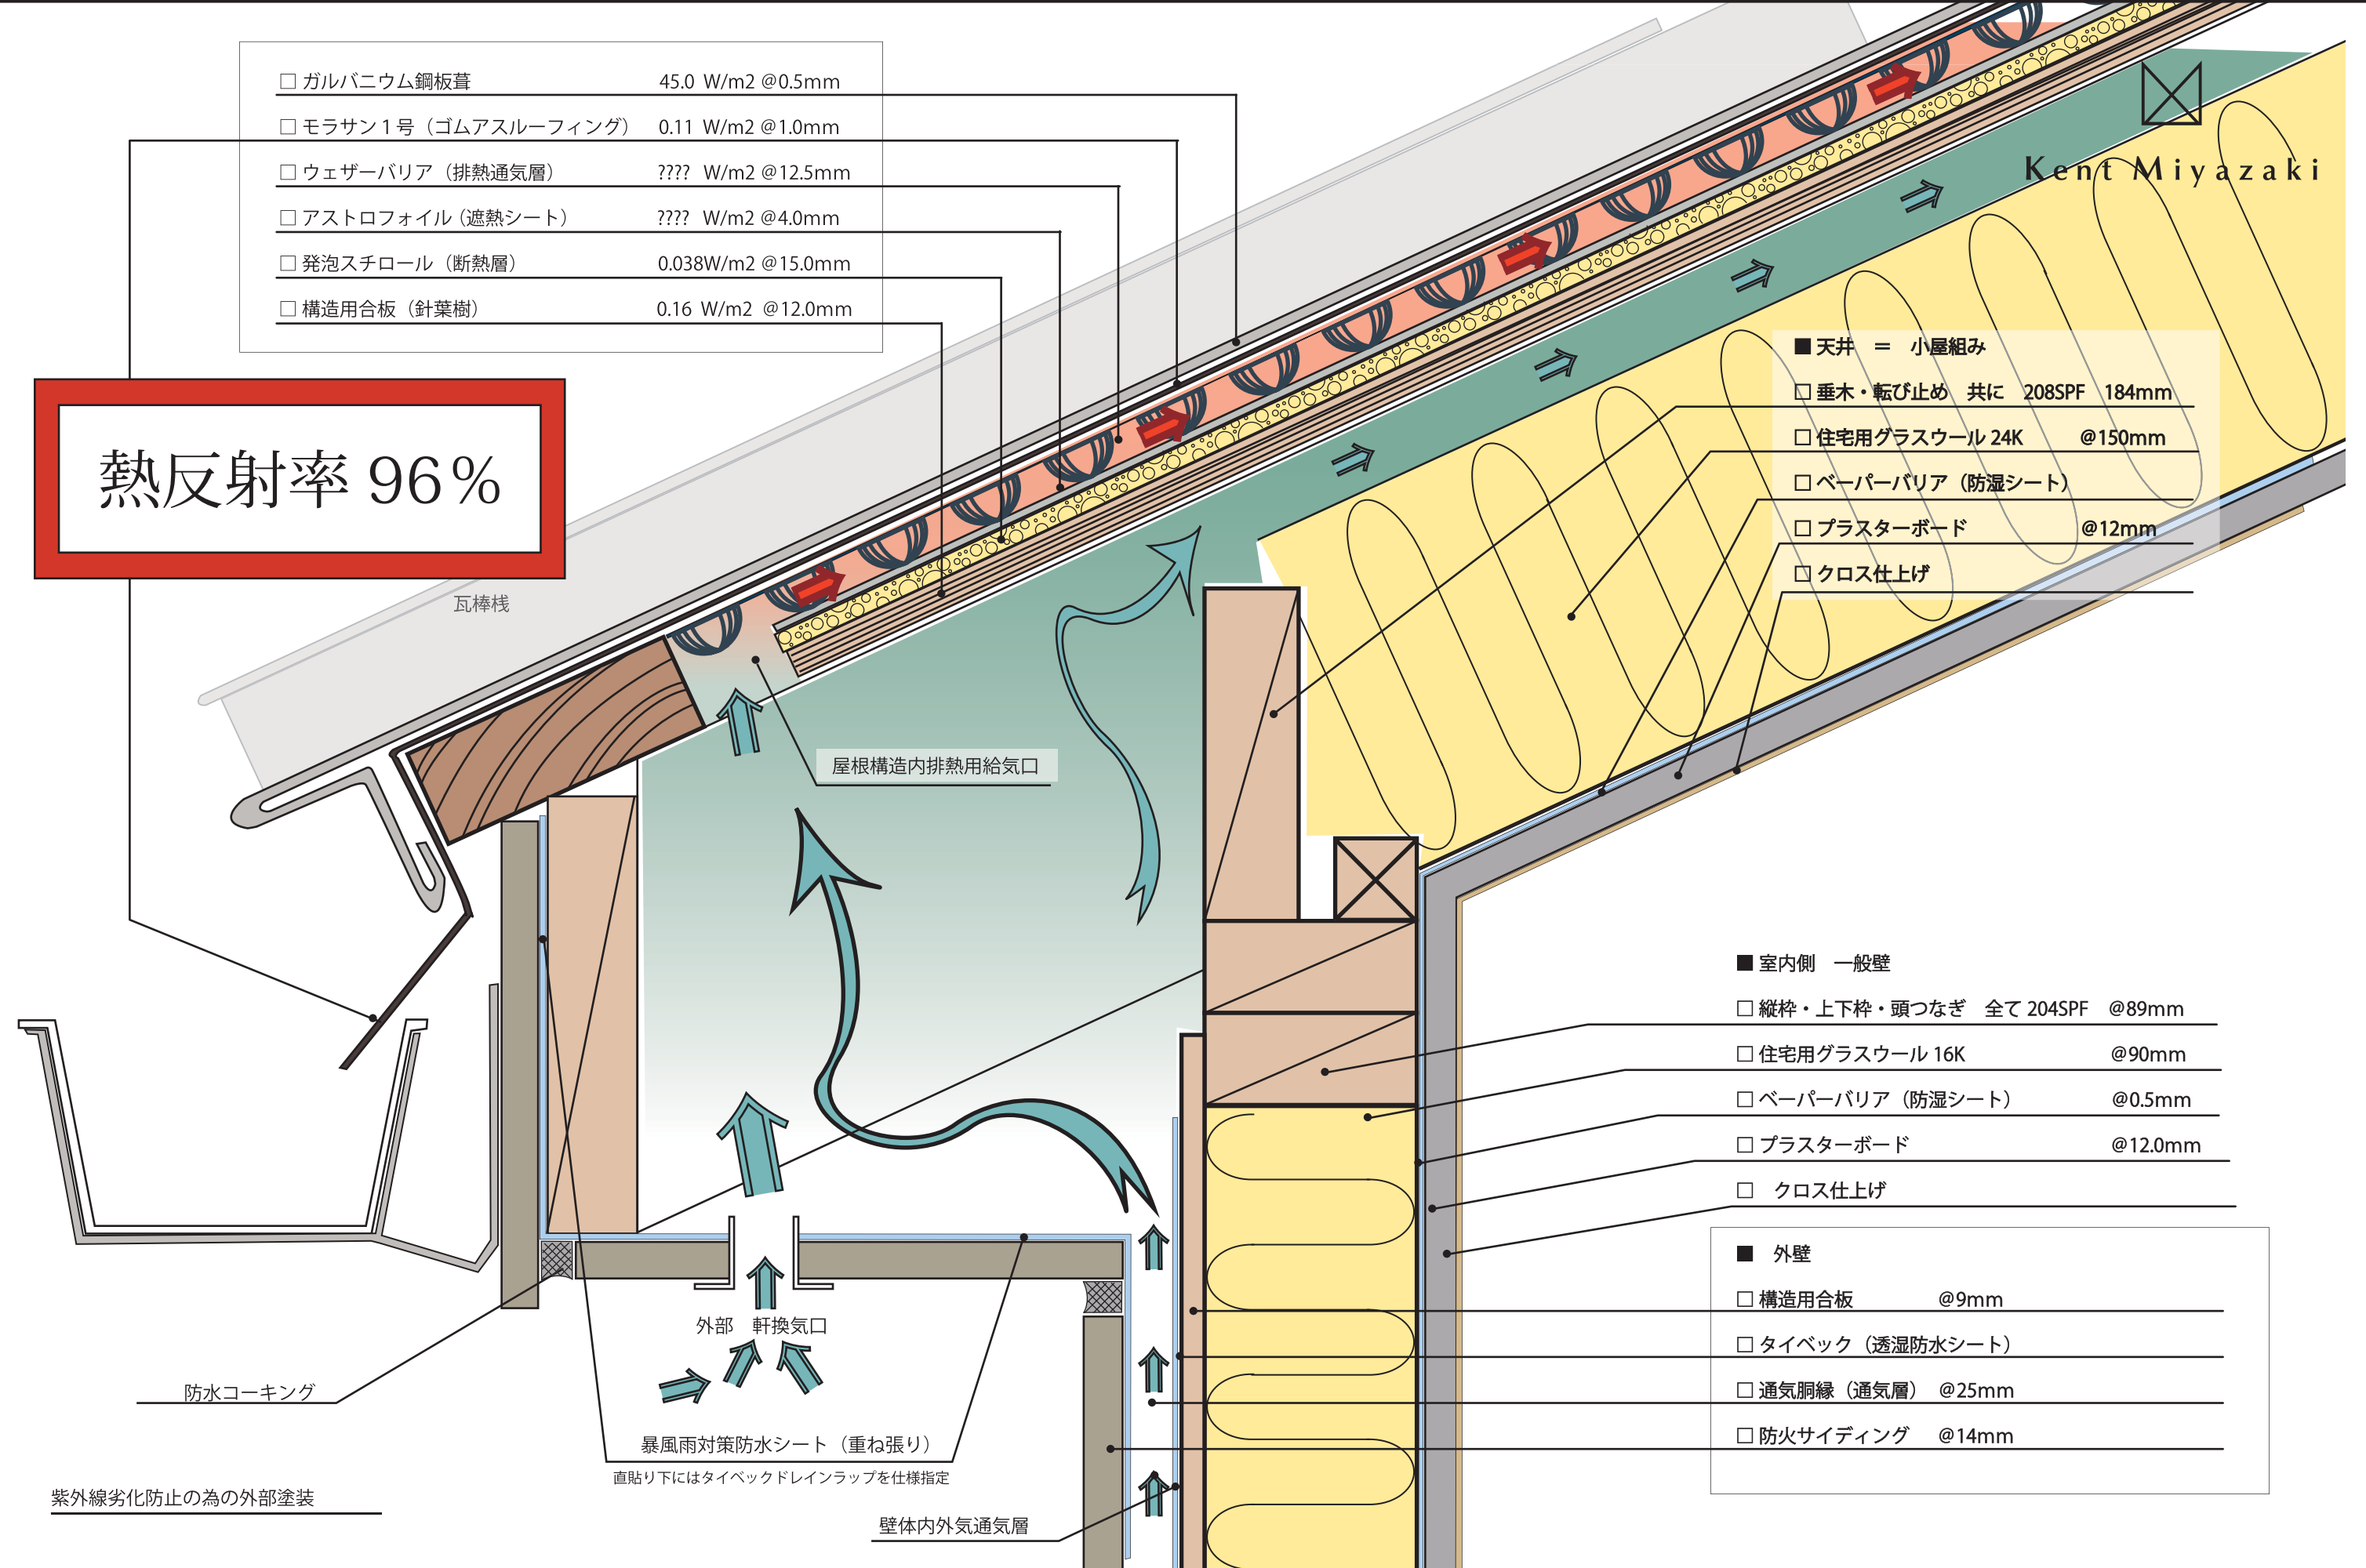 □ ガルバニウム鋼板葺 45.0 W/m2 @0.5mm
□ モラサン1号（ゴムアスルーフィング） 0.11 W/m2 @1.0mm
□ ウェザーバリア（排熱通気層） ???? W/m2 @12.5mm
□ アストロフォイル（遮熱シート） ???? W/m2 @4.0mm
□ 発泡スチロール（断熱層） 0.038W/m2 @15.0mm
□ 構造用合板（針葉樹） 0.16 W/m2 @12.0mm
Kent Miyazaki
熱反射率 96%
瓦棒桟
■ 天井 ＝ 小屋組み
□ 垂木・転び止め 共に 208SPF 184mm
□ 住宅用グラスウール 24K @150mm
□ ベーパーバリア（防湿シート）
□ プラスターボード @12mm
□ クロス仕上げ
屋根構造内排熱用給気口
■ 室内側 一般壁
□ 縦枠・上下枠・頭つなぎ 全て 204SPF @89mm
□ 住宅用グラスウール 16K @90mm
□ ベーパーバリア（防湿シート） @0.5mm
□ プラスターボード @12.0mm
□ クロス仕上げ
■ 外壁
□ 構造用合板 @9mm
□ タイベック（透湿防水シート）
□ 通気胴縁（通気層） @25mm
□ 防火サイディング @14mm
外部 軒換気口
防水コーキング
暴風雨対策防水シート（重ね張り）
直貼り下にはタイベックドレインラップを仕様指定
紫外線劣化防止の為の外部塗装
壁体内外気通気層